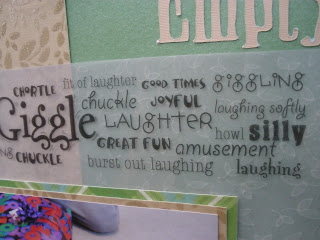 Empty
CHORTLE fit of laughter GOOD TIMES giggling
chuckle JOYFUL laughing softly
Giggle LAUGHTER howl silly
GREAT FUN amusement
CHUCKLE burst out laughing laughing